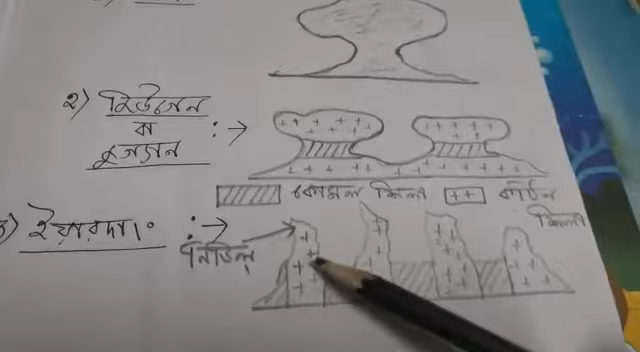 ২) জিউগেন
বা
জুগ্যান
কোমল শিলা
কঠিন
শিলা
৩) ইয়ারদাং
নিডিল